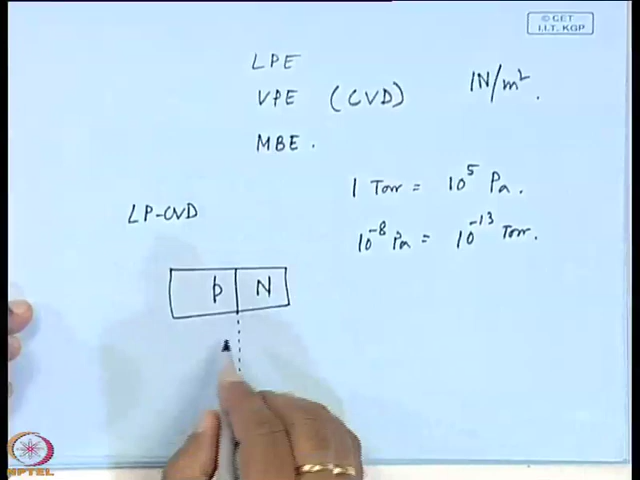 © CET
I.I.T. KGP
LPE
VPE (CVD) 1N/m²
MBE.
1 Torr = 10⁵ Pa.
LP-CVD
10⁻⁸ Pa = 10⁻¹³ Torr.
p N
NPTEL